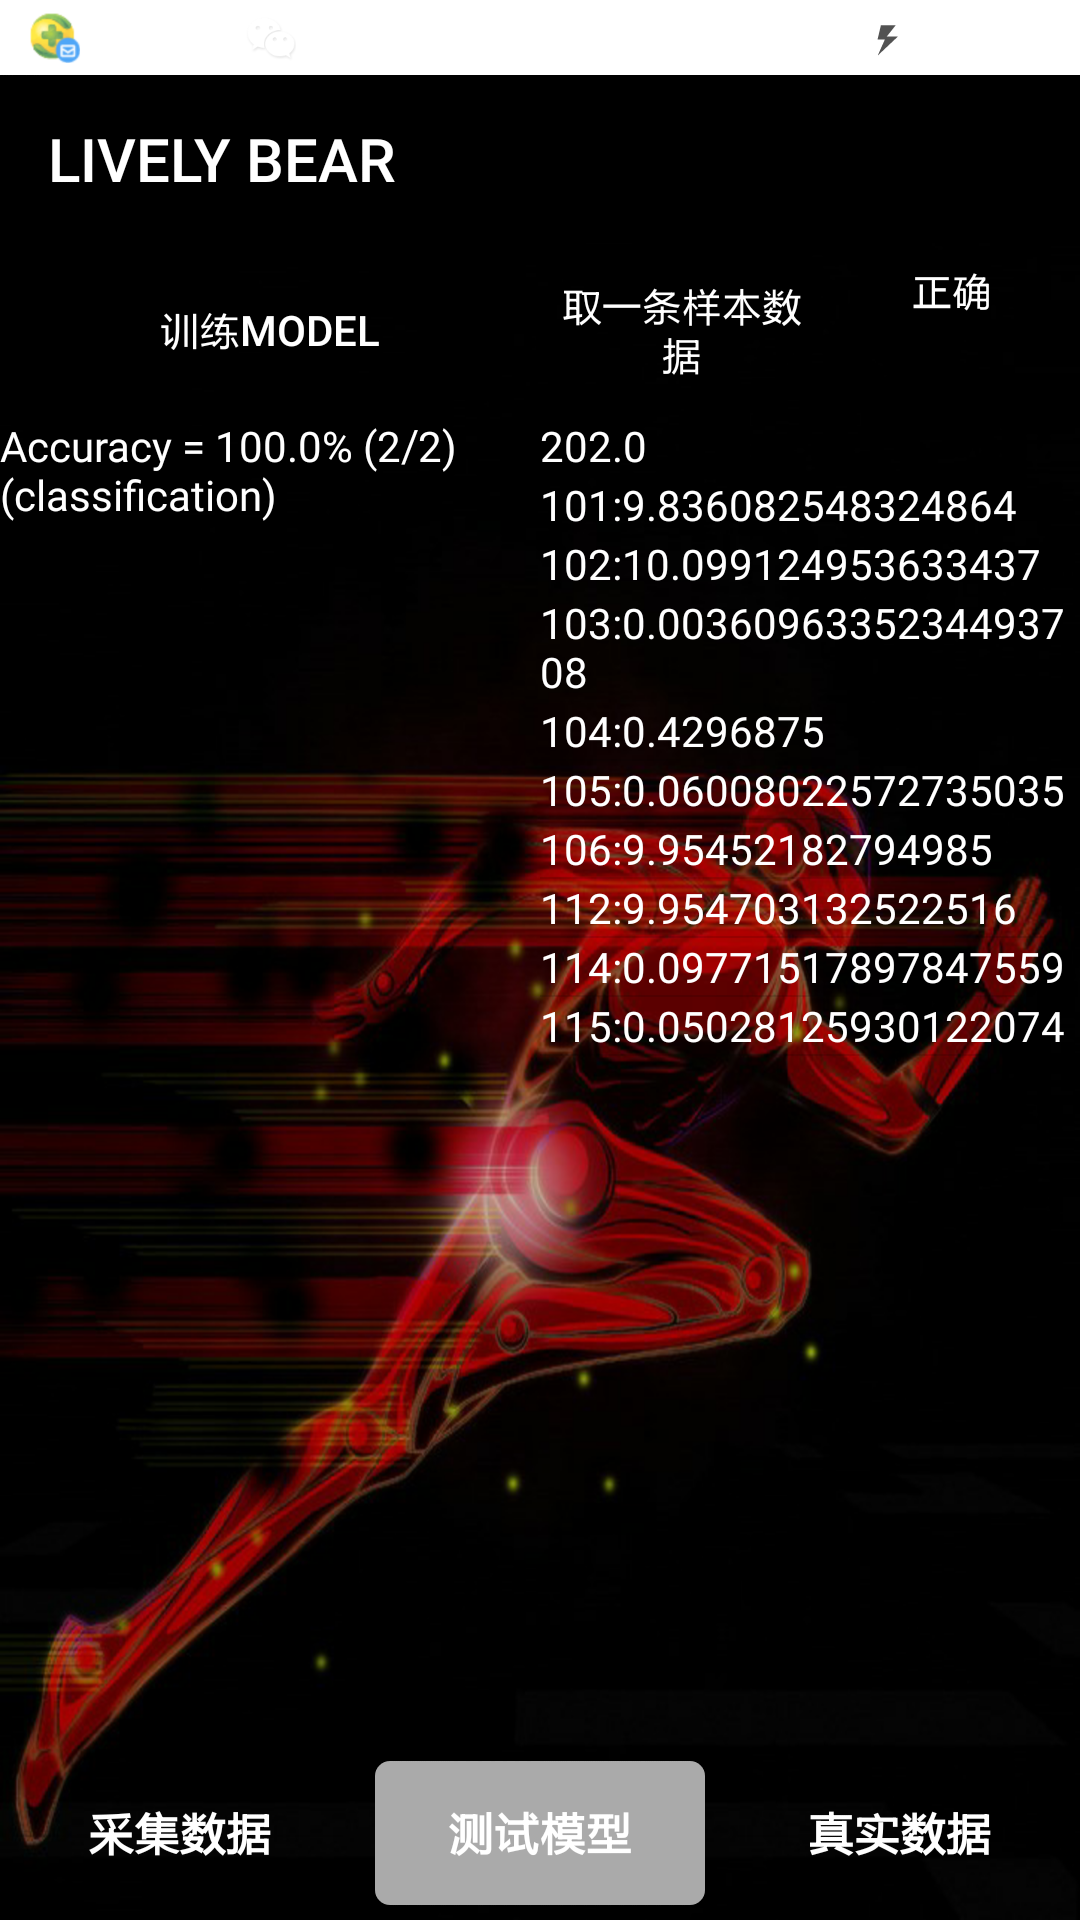 LIVELY BEAR
训练MODEL
取一条样本数
据
正确
Accuracy = 100.0% (2/2)
(classification)
202.0
101:9.836082548324864
102:10.099124953633437
103:0.00360963352344937
08
104:0.4296875
105:0.06008022572735035
106:9.95452182794985
112:9.954703132522516
114:0.09771517897847559
115:0.05028125930122074
采集数据
测试模型
真实数据